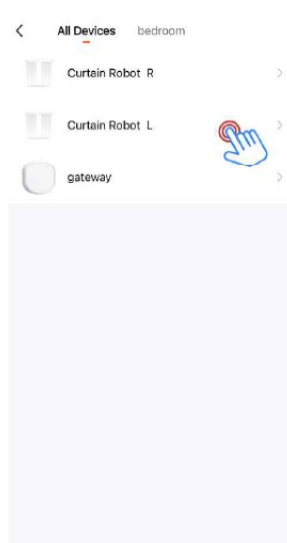 All Devices bedroom
Curtain Robot R
Curtain Robot L
gateway